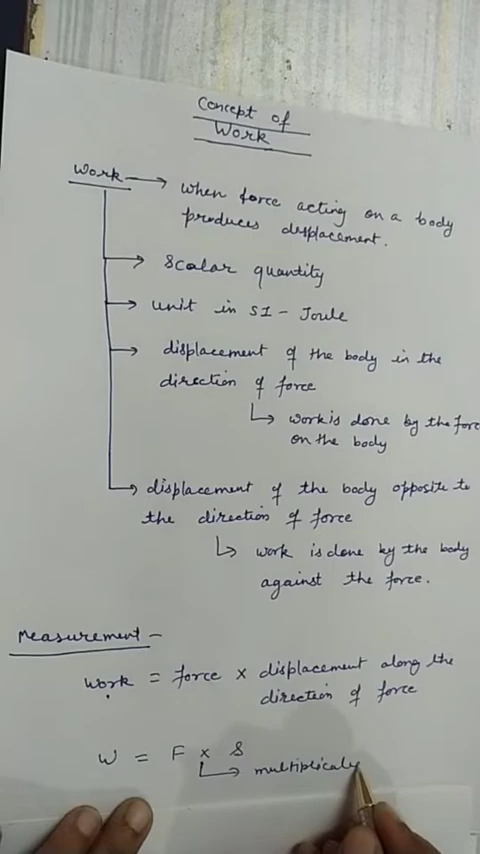 Concept of
Work
Work → when force acting on a body
produces displacement.
→ Scalar quantity
→ unit in SI - Joule
→ displacement of the body in the
direction of force
↳ work is done by the forc
on the body
→ displacement of the body opposite to
the direction of force
↳ work is done by the body
against the force.
Measurement -
work = force × displacement along the
direction of force
W = F × S
↳ multiplicaly